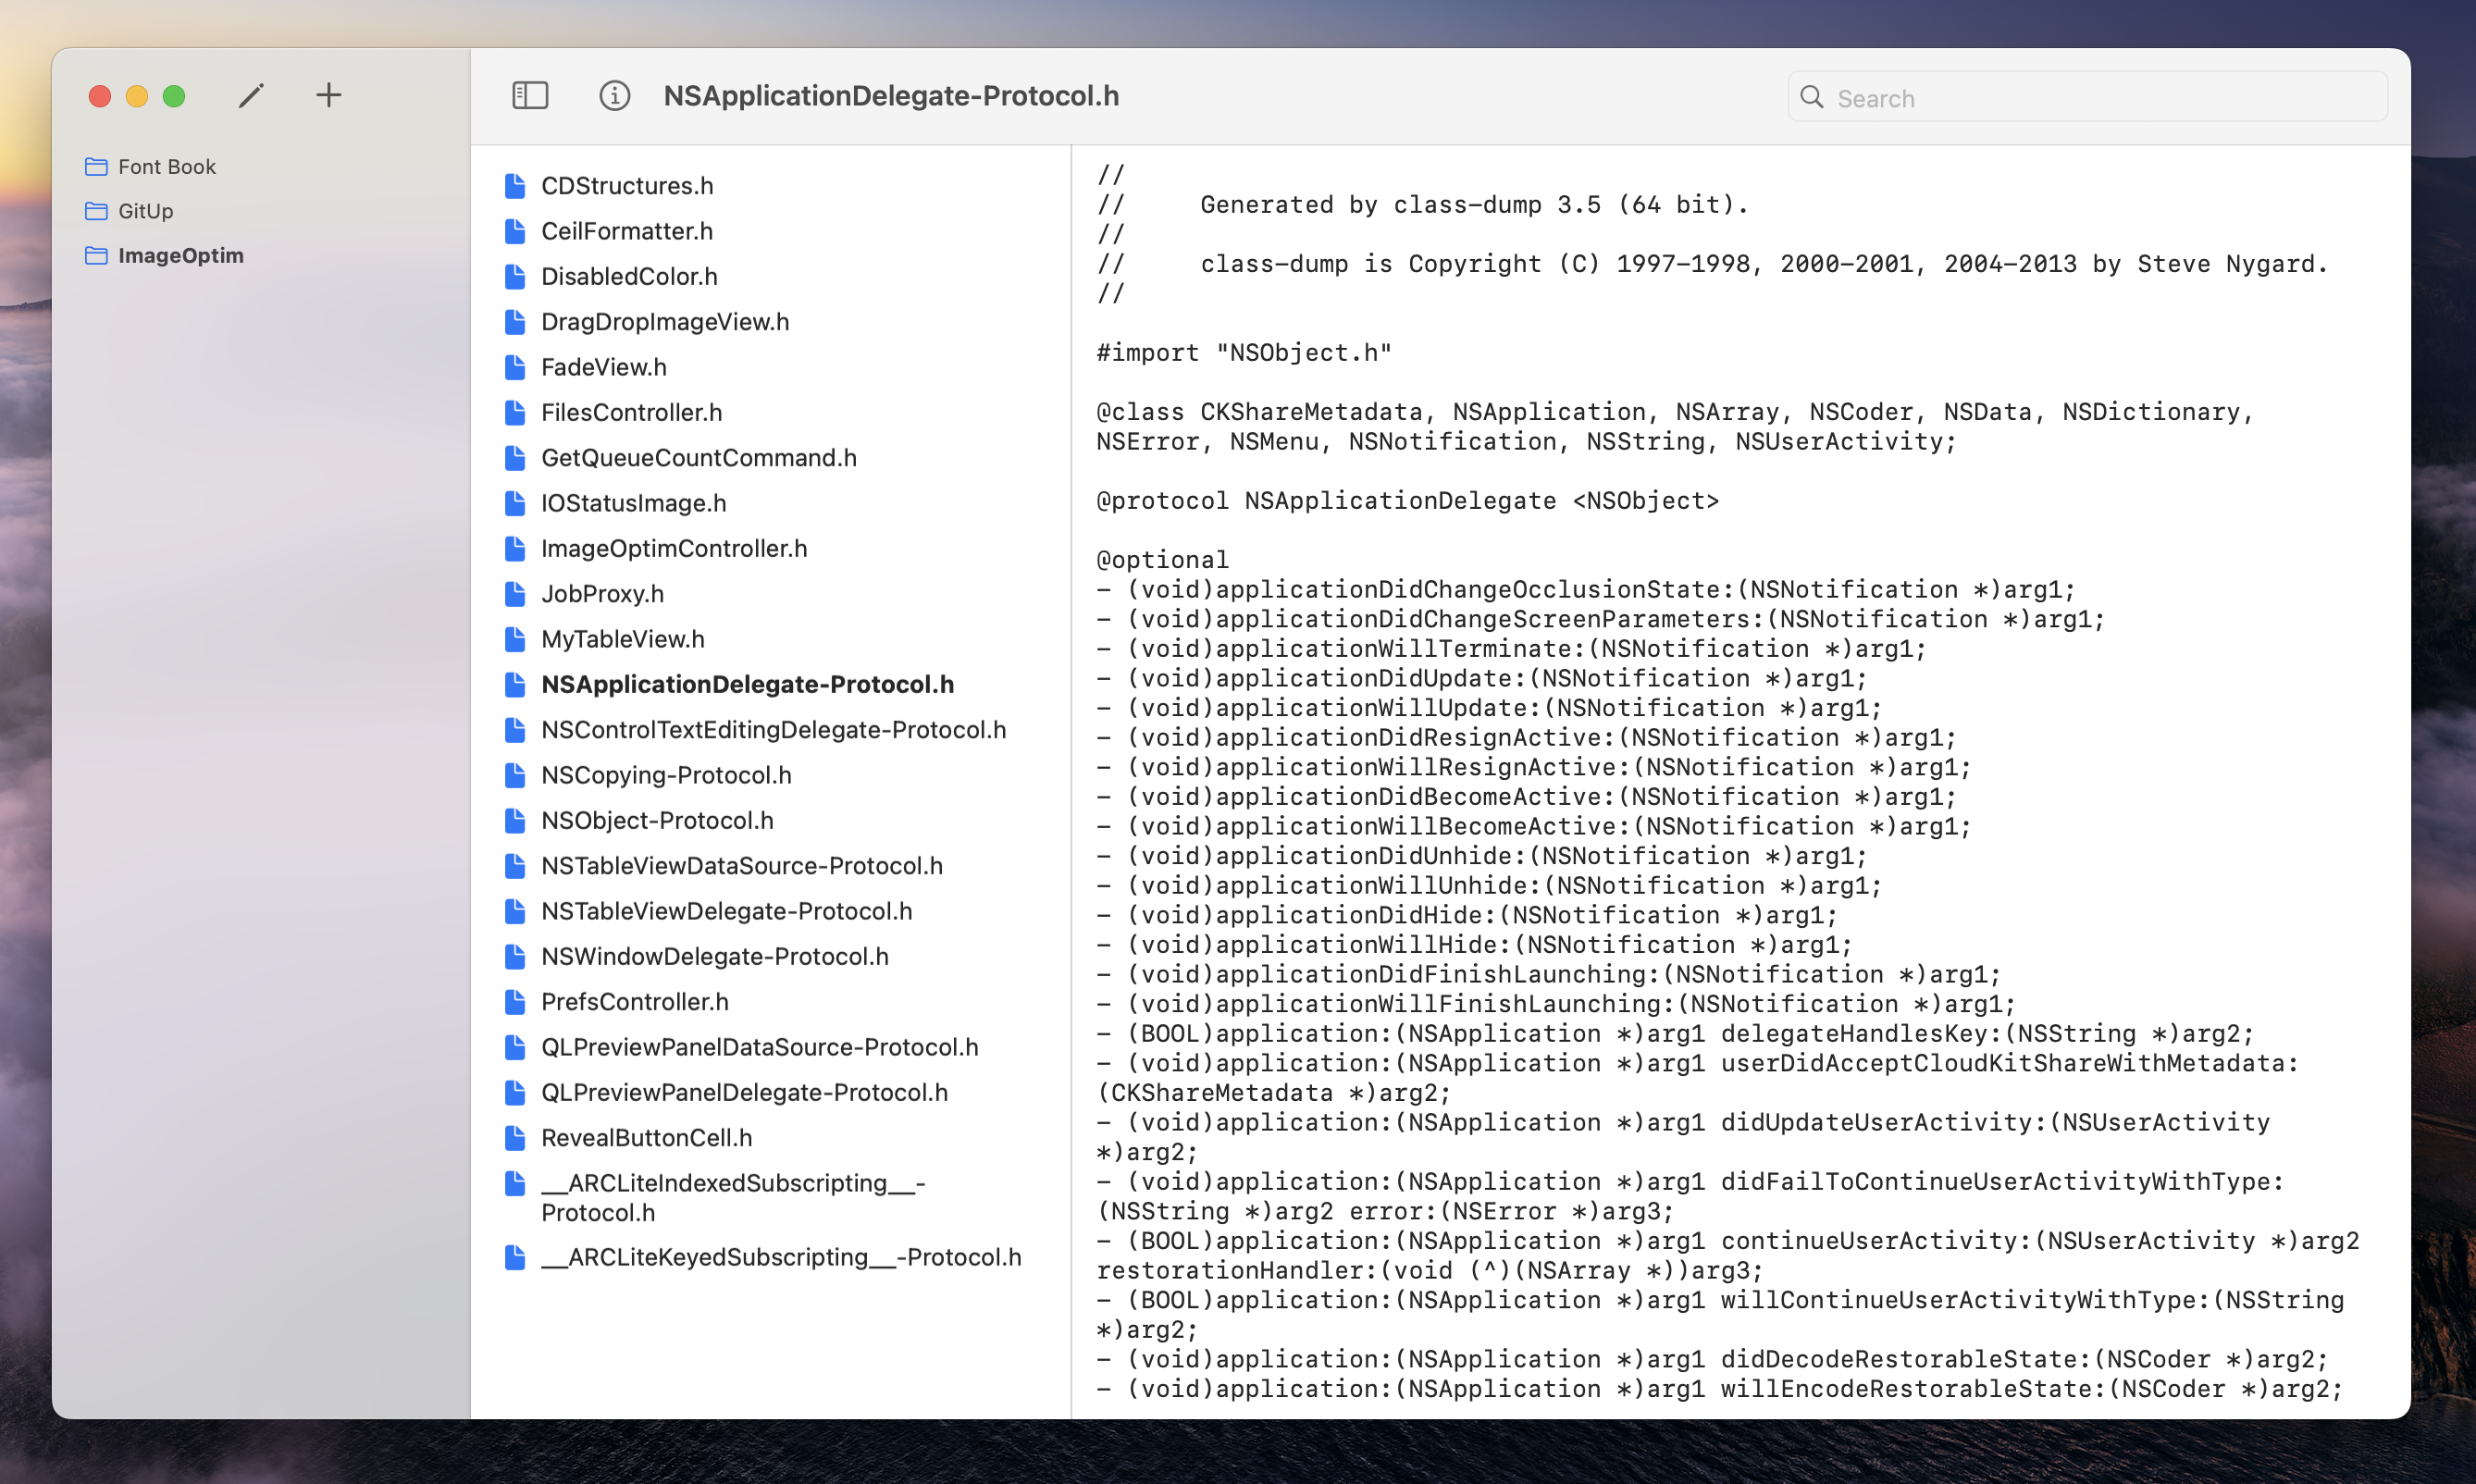 NSApplicationDelegate-Protocol.h
Search
Font Book
GitUp
ImageOptim
CDStructures.h
CeilFormatter.h
DisabledColor.h
DragDropImageView.h
FadeView.h
FilesController.h
GetQueueCountCommand.h
IOStatusImage.h
ImageOptimController.h
JobProxy.h
MyTableView.h
NSApplicationDelegate-Protocol.h
NSControlTextEditingDelegate-Protocol.h
NSCopying-Protocol.h
NSObject-Protocol.h
NSTableViewDataSource-Protocol.h
NSTableViewDelegate-Protocol.h
NSWindowDelegate-Protocol.h
PrefsController.h
QLPreviewPanelDataSource-Protocol.h
QLPreviewPanelDelegate-Protocol.h
RevealButtonCell.h
__ARCLiteIndexedSubscripting__-
Protocol.h
__ARCLiteKeyedSubscripting__-Protocol.h
//
//     Generated by class-dump 3.5 (64 bit).
//
//     class-dump is Copyright (C) 1997-1998, 2000-2001, 2004-2013 by Steve Nygard.
//
#import "NSObject.h"
@class CKShareMetadata, NSApplication, NSArray, NSCoder, NSData, NSDictionary,
NSError, NSMenu, NSNotification, NSString, NSUserActivity;
@protocol NSApplicationDelegate <NSObject>
@optional
- (void)applicationDidChangeOcclusionState:(NSNotification *)arg1;
- (void)applicationDidChangeScreenParameters:(NSNotification *)arg1;
- (void)applicationWillTerminate:(NSNotification *)arg1;
- (void)applicationDidUpdate:(NSNotification *)arg1;
- (void)applicationWillUpdate:(NSNotification *)arg1;
- (void)applicationDidResignActive:(NSNotification *)arg1;
- (void)applicationWillResignActive:(NSNotification *)arg1;
- (void)applicationDidBecomeActive:(NSNotification *)arg1;
- (void)applicationWillBecomeActive:(NSNotification *)arg1;
- (void)applicationDidUnhide:(NSNotification *)arg1;
- (void)applicationWillUnhide:(NSNotification *)arg1;
- (void)applicationDidHide:(NSNotification *)arg1;
- (void)applicationWillHide:(NSNotification *)arg1;
- (void)applicationDidFinishLaunching:(NSNotification *)arg1;
- (void)applicationWillFinishLaunching:(NSNotification *)arg1;
- (BOOL)application:(NSApplication *)arg1 delegateHandlesKey:(NSString *)arg2;
- (void)application:(NSApplication *)arg1 userDidAcceptCloudKitShareWithMetadata:
(CKShareMetadata *)arg2;
- (void)application:(NSApplication *)arg1 didUpdateUserActivity:(NSUserActivity
*)arg2;
- (void)application:(NSApplication *)arg1 didFailToContinueUserActivityWithType:
(NSString *)arg2 error:(NSError *)arg3;
- (BOOL)application:(NSApplication *)arg1 continueUserActivity:(NSUserActivity *)arg2
restorationHandler:(void (^)(NSArray *))arg3;
- (BOOL)application:(NSApplication *)arg1 willContinueUserActivityWithType:(NSString
*)arg2;
- (void)application:(NSApplication *)arg1 didDecodeRestorableState:(NSCoder *)arg2;
- (void)application:(NSApplication *)arg1 willEncodeRestorableState:(NSCoder *)arg2;